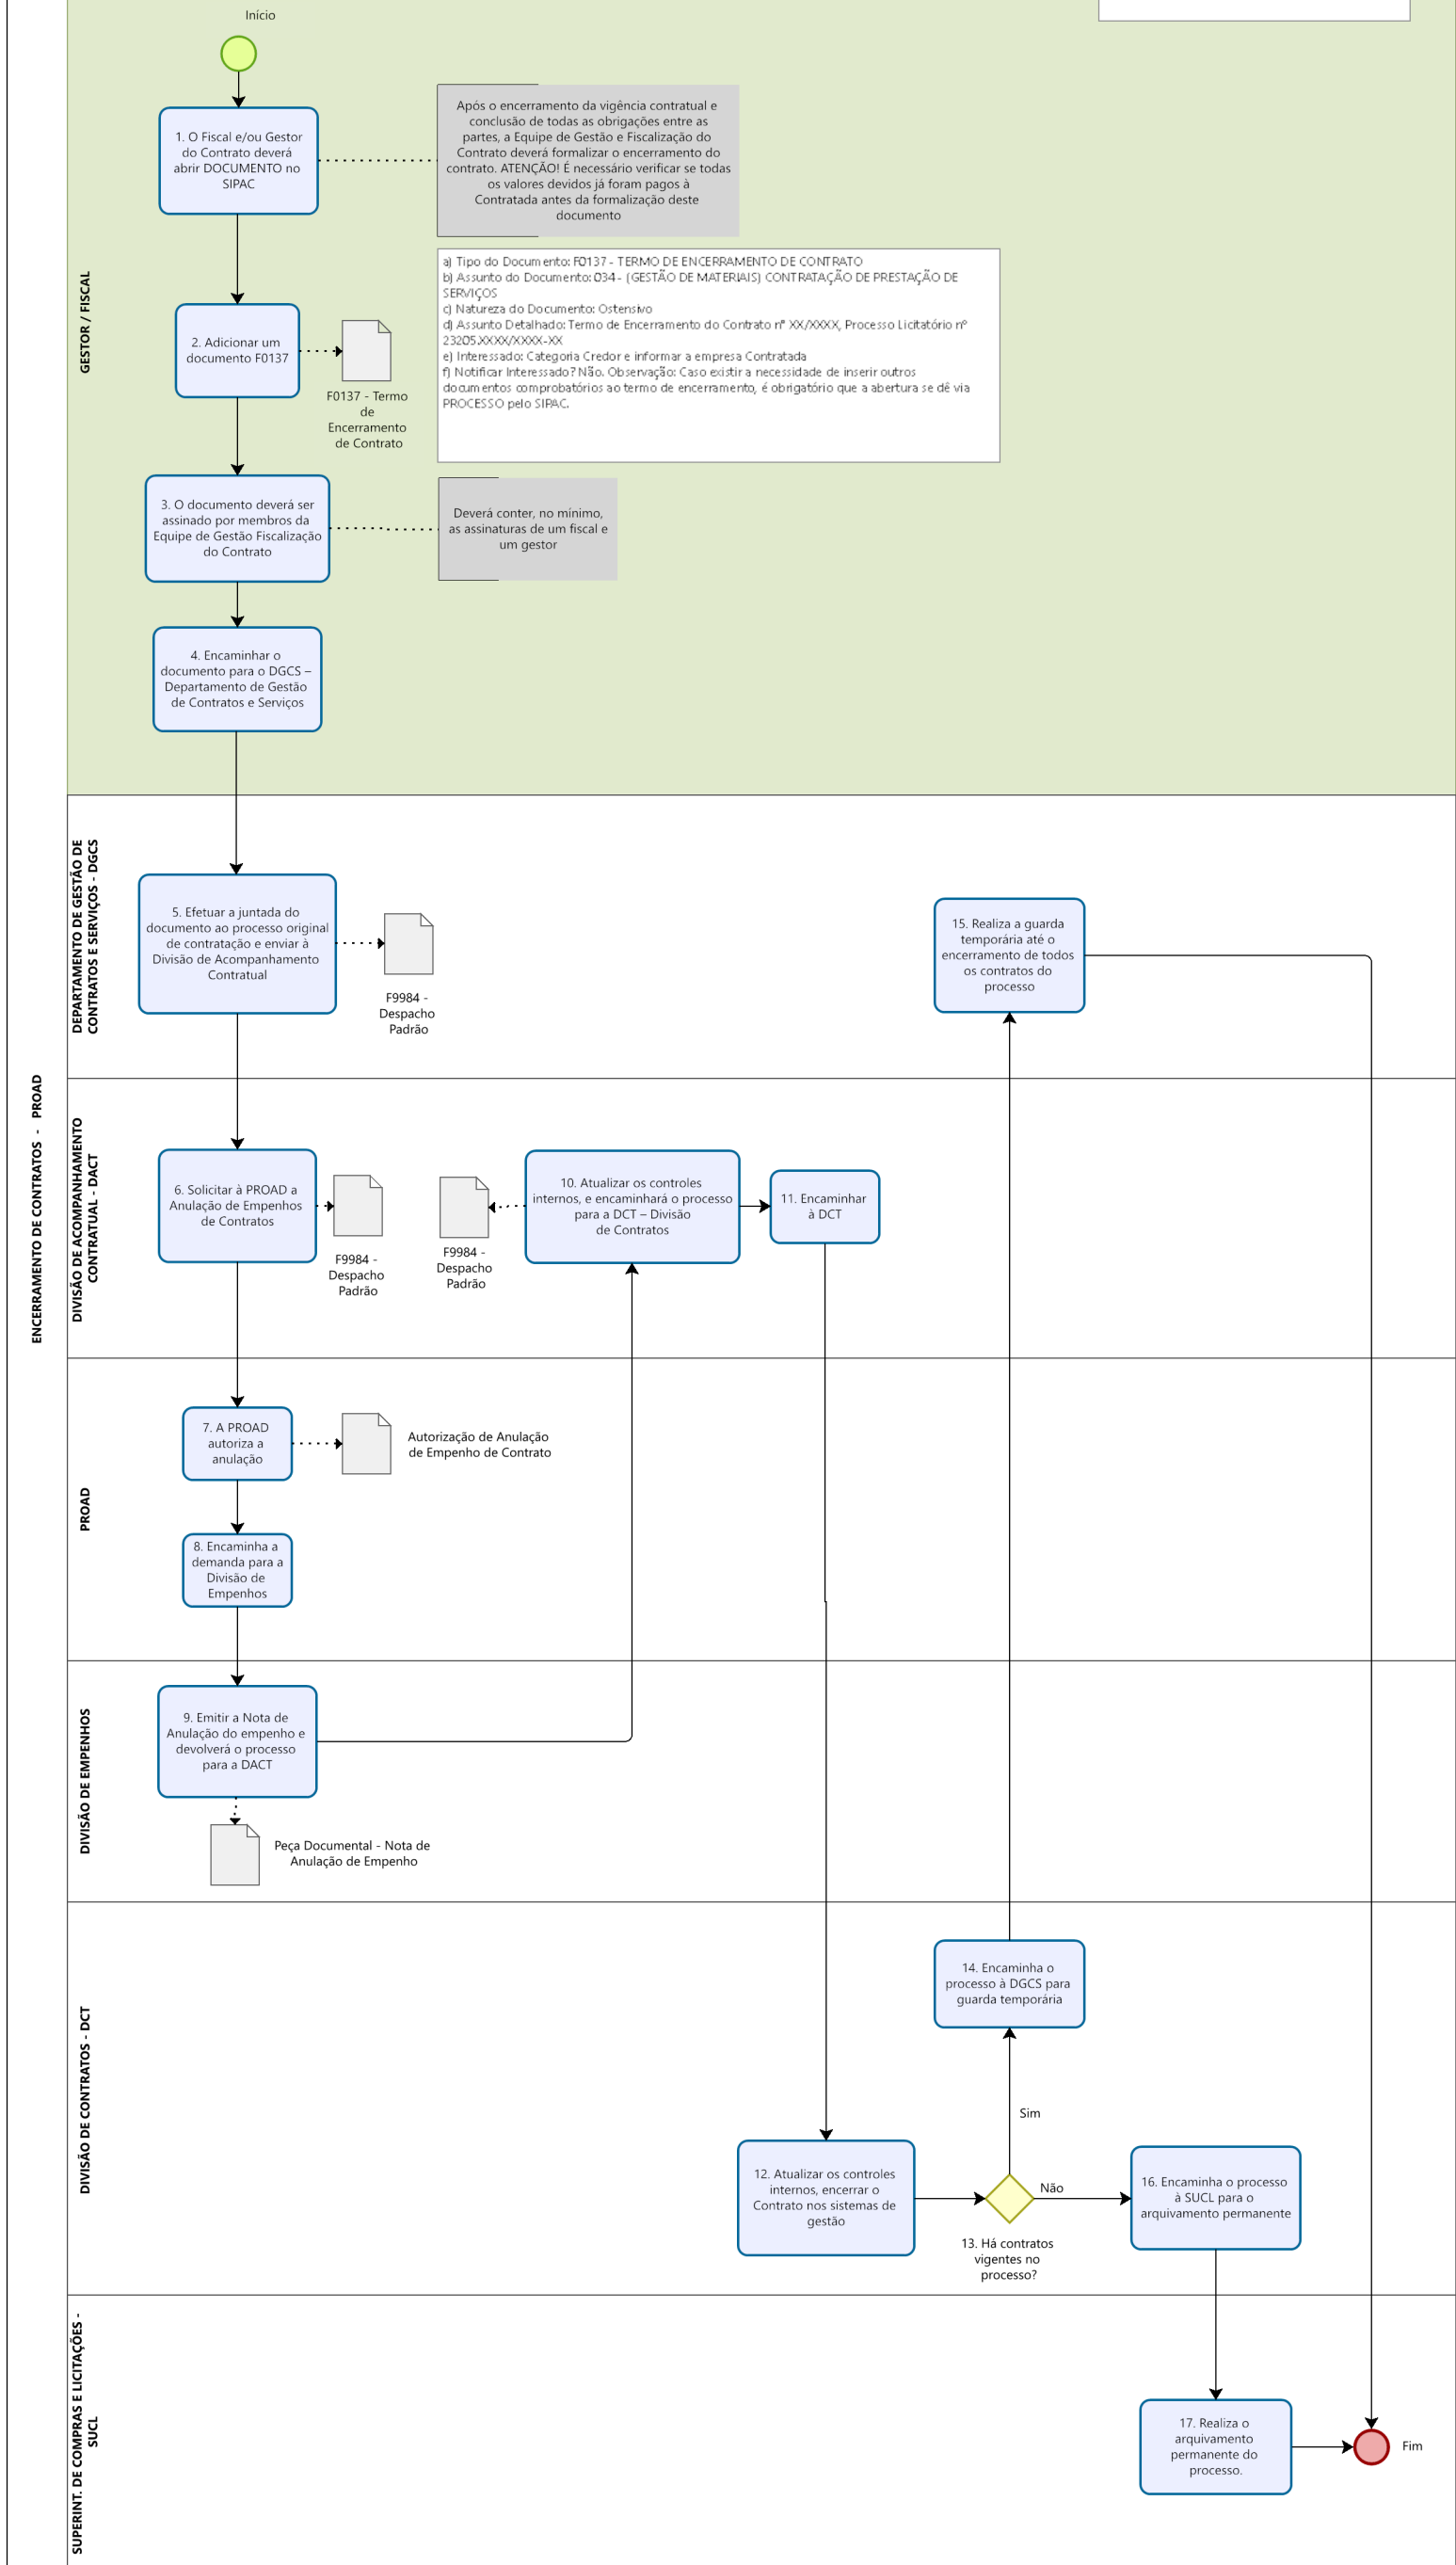 Início
1. O Fiscal e/ou Gestor
do Contrato deverá
abrir DOCUMENTO no
SIPAC
Após o encerramento da vigência contratual e
conclusão de todas as obrigações entre as
partes, a Equipe de Gestão e Fiscalização do
Contrato deverá formalizar o encerramento do
contrato. ATENÇÃO! É necessário verificar se todas
os valores devidos já foram pagos à
Contratada antes da formalização deste
documento
a) Tipo do Documento: F0137 - TERMO DE ENCERRAMENTO DE CONTRATO
b) Assunto do Documento: 034 - (GESTÃO DE MATERIAIS) CONTRATAÇÃO DE PRESTAÇÃO DE
SERVIÇOS
c) Natureza do Documento: Ostensivo
d) Assunto Detalhado: Termo de Encerramento do Contrato nº XX/XXXX, Processo Licitatório nº
23205.XXXX/XXXX-XX
e) Interessado: Categoria Credor e informar a empresa Contratada
f) Notificar Interessado? Não. Observação: Caso existir a necessidade de inserir outros
documentos comprobatórios ao termo de encerramento, é obrigatório que a abertura se dê via
PROCESSO pelo SIPAC.
GESTOR / FISCAL
2. Adicionar um
documento F0137
F0137 - Termo
de
Encerramento
de Contrato
3. O documento deverá ser
assinado por membros da
Equipe de Gestão Fiscalização
do Contrato
Deverá conter, no mínimo,
as assinaturas de um fiscal e
um gestor
4. Encaminhar o
documento para o DGCS –
Departamento de Gestão
de Contratos e Serviços
ENCERRAMENTO DE CONTRATOS - PROAD
DEPARTAMENTO DE GESTÃO DE
CONTRATOS E SERVIÇOS - DGCS
5. Efetuar a juntada do
documento ao processo original
de contratação e enviar à
Divisão de Acompanhamento
Contratual
F9984 -
Despacho
Padrão
15. Realiza a guarda
temporária até o
encerramento de todos
os contratos do
processo
DIVISÃO DE ACOMPANHAMENTO
CONTRATUAL - DACT
6. Solicitar à PROAD a
Anulação de Empenhos
de Contratos
F9984 -
Despacho
Padrão
F9984 -
Despacho
Padrão
10. Atualizar os controles
internos, e encaminhará o processo
para a DCT – Divisão
de Contratos
11. Encaminhar
à DCT
PROAD
7. A PROAD
autoriza a
anulação
Autorização de Anulação
de Empenho de Contrato
8. Encaminha a
demanda para a
Divisão de
Empenhos
DIVISÃO DE EMPENHOS
9. Emitir a Nota de
Anulação do empenho e
devolverá o processo
para a DACT
Peça Documental - Nota de
Anulação de Empenho
DIVISÃO DE CONTRATOS - DCT
14. Encaminha o
processo à DGCS para
guarda temporária
Sim
12. Atualizar os controles
internos, encerrar o
Contrato nos sistemas de
gestão
13. Há contratos
vigentes no
processo?
Não
16. Encaminha o processo
à SUCL para o
arquivamento permanente
SUPERINT. DE COMPRAS E LICITAÇÕES -
SUCL
17. Realiza o
arquivamento
permanente do
processo.
Fim